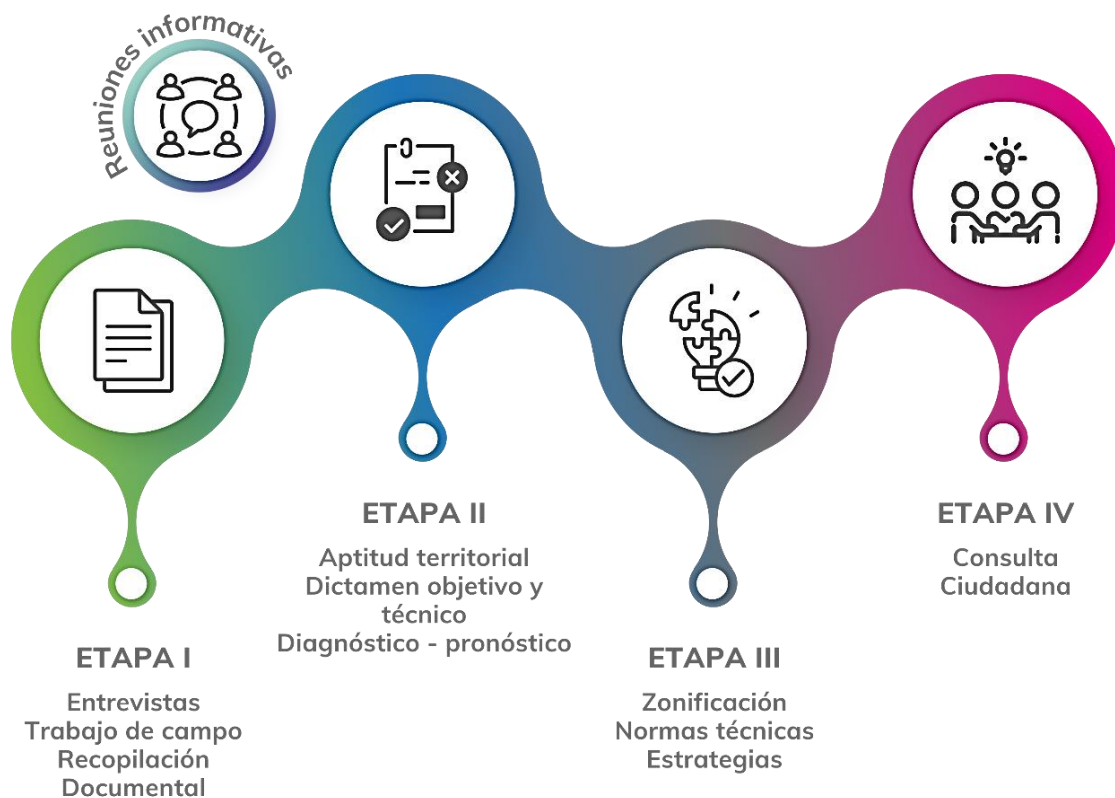 Reuniones informativas
ETAPA I
Entrevistas
Trabajo de campo
Recopilación
Documental
ETAPA II
Aptitud territorial
Dictamen objetivo y
técnico
Diagnóstico - pronóstico
ETAPA III
Zonificación
Normas técnicas
Estrategias
ETAPA IV
Consulta
Ciudadana